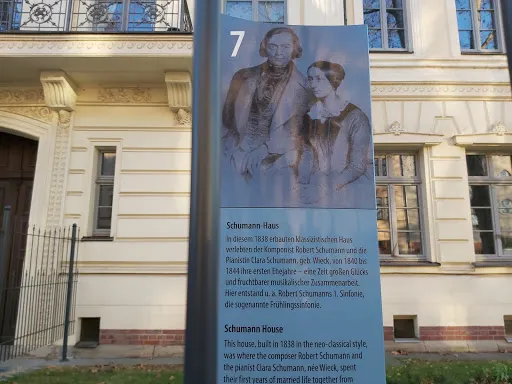 7
Schumann-Haus
In diesem 1838 erbauten klassizistischen Haus
verlebten der Komponist Robert Schumann und die
Pianistin Clara Schumann, geb. Wieck, von 1840 bis
1844 ihre ersten Ehejahre – eine Zeit großen Glücks
und fruchtbarer musikalischer Zusammenarbeit.
Hier entstand u. a. Robert Schumanns 1. Sinfonie,
die sogenannte Frühlingssinfonie.
Schumann House
This house, built in 1838 in the neo-classical style,
was where the composer Robert Schumann and
the pianist Clara Schumann, née Wieck, spent
their first years of married life together from